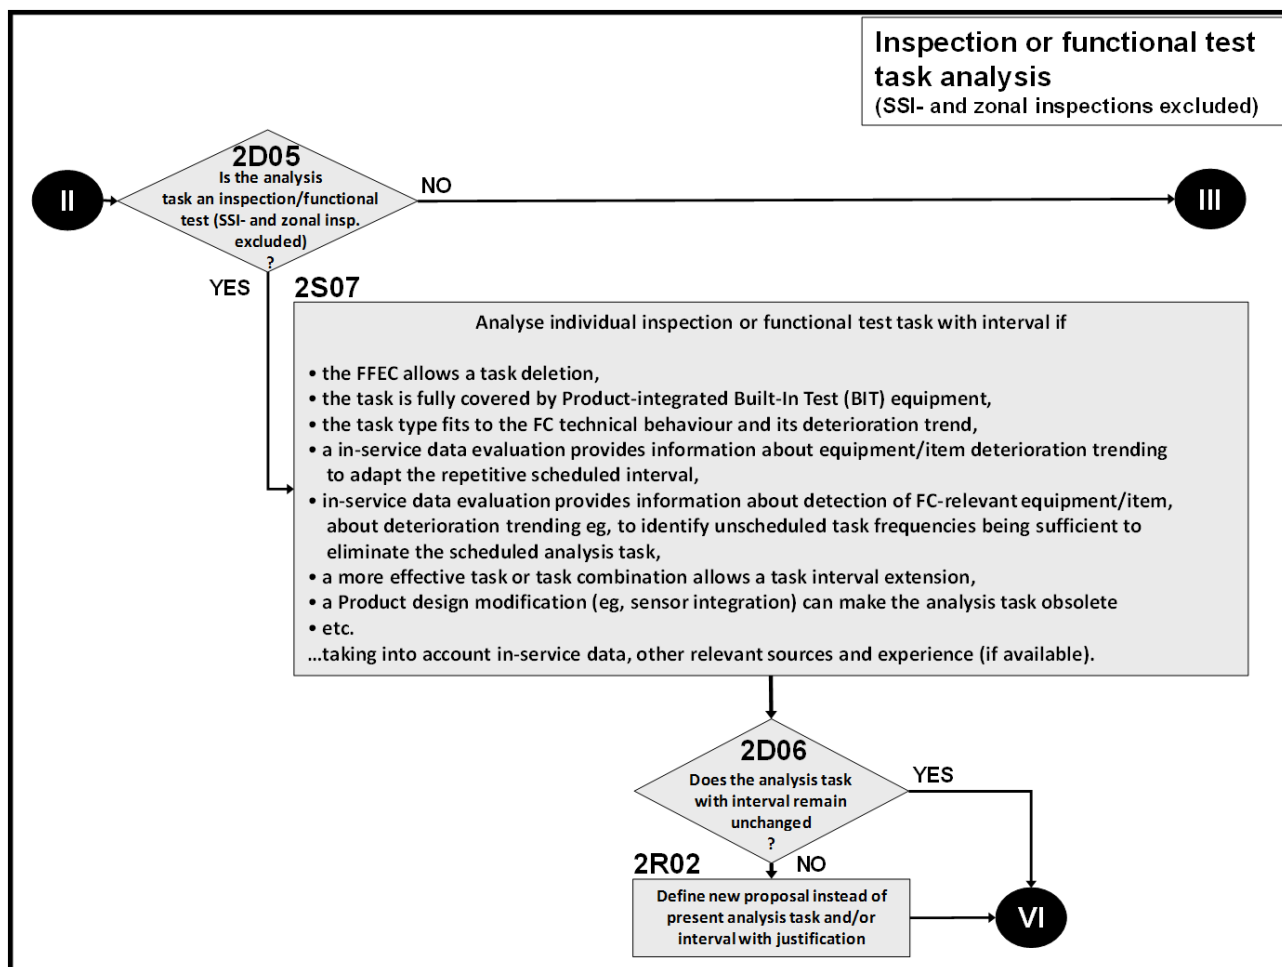 Inspection or functional test
task analysis
(SSI- and zonal inspections excluded)
II
2D05
Is the analysis
task an inspection/functional
test (SSI- and zonal insp.
excluded)
?
NO
III
YES
2S07
Analyse individual inspection or functional test task with interval if
• the FFEC allows a task deletion,
• the task is fully covered by Product-integrated Built-In Test (BIT) equipment,
• the task type fits to the FC technical behaviour and its deterioration trend,
• a in-service data evaluation provides information about equipment/item deterioration trending
to adapt the repetitive scheduled interval,
• in-service data evaluation provides information about detection of FC-relevant equipment/item,
about deterioration trending eg, to identify unscheduled task frequencies being sufficient to
eliminate the scheduled analysis task,
• a more effective task or task combination allows a task interval extension,
• a Product design modification (eg, sensor integration) can make the analysis task obsolete
• etc.
...taking into account in-service data, other relevant sources and experience (if available).
2D06
Does the analysis task
with interval remain
unchanged
?
YES
NO
2R02
Define new proposal instead of
present analysis task and/or
interval with justification
VI